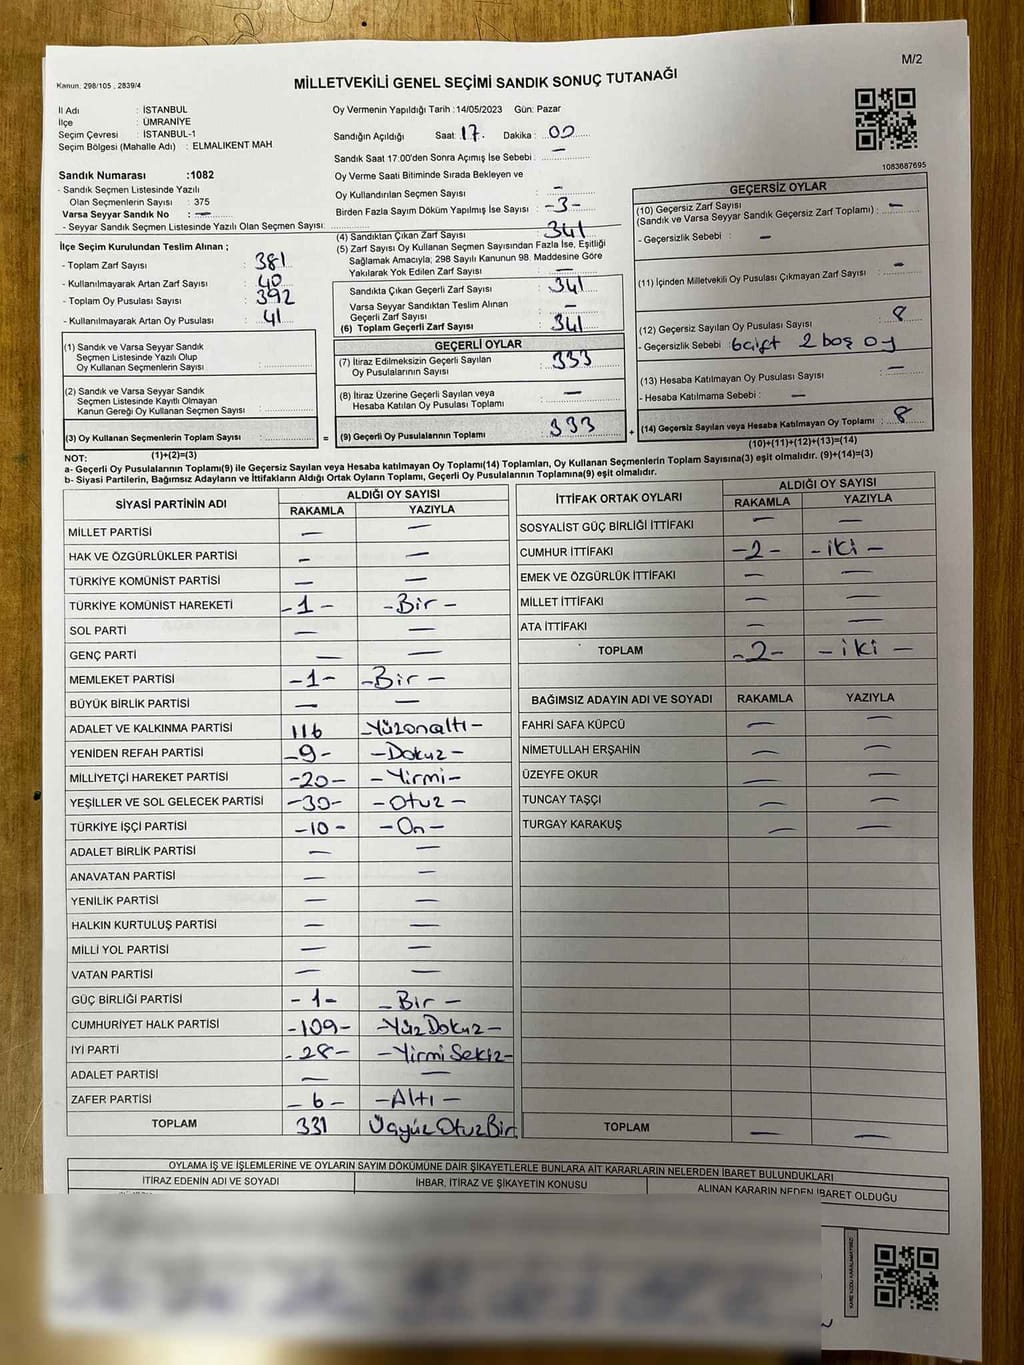 M/2
Kanun: 298/105 , 2839/4
MİLLETVEKİLİ GENEL SEÇİMİ SANDIK SONUÇ TUTANAĞI
İl Adı : İSTANBUL
İlçe : ÜMRANİYE
Seçim Çevresi : İSTANBUL-1
Seçim Bölgesi (Mahalle Adı) : ELMALIKENT MAH
Sandık Numarası :1082
- Sandık Seçmen Listesinde Yazılı
Olan Seçmenlerin Sayısı : 375
Varsa Seyyar Sandık No : —
- Seyyar Sandık Seçmen Listesinde Yazılı Olan Seçmen Sayısı:
Oy Vermenin Yapıldığı Tarih :14/05/2023 Gün: Pazar
Sandığın Açıldığı Saat: 17. Dakika : 00
Sandık Saat 17:00'den Sonra Açımış İse Sebebi : —
Oy Verme Saati Bitiminde Sırada Bekleyen ve
Oy Kullandırılan Seçmen Sayısı : —
Birden Fazla Sayım Döküm Yapılmış İse Sayısı : -3-
1083687695
İlçe Seçim Kurulundan Teslim Alınan ;
- Toplam Zarf Sayısı : 381
- Kullanılmayarak Artan Zarf Sayısı : 40
- Toplam Oy Pusulası Sayısı : 392
- Kullanılmayarak Artan Oy Pusulası : 41
(4) Sandıktan Çıkan Zarf Sayısı : 341
(5) Zarf Sayısı Oy Kullanan Seçmen Sayısından Fazla İse, Eşitliği
Sağlamak Amacıyla; 298 Sayılı Kanunun 98. Maddesine Göre
Yakılarak Yok Edilen Zarf Sayısı : —
Sandıkta Çıkan Geçerli Zarf Sayısı : 341
Varsa Seyyar Sandıktan Teslim Alınan
Geçerli Zarf Sayısı : —
(6) Toplam Geçerli Zarf Sayısı : 341
GEÇERSİZ OYLAR
(10) Geçersiz Zarf Sayısı
(Sandık ve Varsa Seyyar Sandık Geçersiz Zarf Toplamı) : —
- Geçersizlik Sebebi : —
(11) İçinden Milletvekili Oy Pusulası Çıkmayan Zarf Sayısı : —
(12) Geçersiz Sayılan Oy Pusulası Sayısı : 8
- Geçersizlik Sebebi 6 çift 2 boş oy
(13) Hesaba Katılmayan Oy Pusulası Sayısı : —
- Hesaba Katılmama Sebebi : —
(14) Geçersiz Sayılan veya Hesaba Katılmayan Oy Toplamı : 8
(10)+(11)+(12)+(13)=(14)
(1) Sandık ve Varsa Seyyar Sandık
Seçmen Listesinde Yazılı Olup
Oy Kullanan Seçmenlerin Sayısı :
(2) Sandık ve Varsa Seyyar Sandık
Seçmen Listesinde Kayıtlı Olmayan
Kanun Gereği Oy Kullanan Seçmen Sayısı :
(3) Oy Kullanan Seçmenlerin Toplam Sayısı : =
(1)+(2)=(3)
GEÇERLİ OYLAR
(7) İtiraz Edilmeksizin Geçerli Sayılan
Oy Pusulalarının Sayısı : 333
(8) İtiraz Üzerine Geçerli Sayılan veya
Hesaba Katılan Oy Pusulası Toplamı : —
(9) Geçerli Oy Pusulalarının Toplamı : 333 +
NOT:
a- Geçerli Oy Pusulalarının Toplamı(9) ile Geçersiz Sayılan veya Hesaba katılmayan Oy Toplamı(14) Toplamları, Oy Kullanan Seçmenlerin Toplam Sayısına(3) eşit olmalıdır. (9)+(14)=(3)
b- Siyasi Partilerin, Bağımsız Adayların ve İttifakların Aldığı Ortak Oyların Toplamı, Geçerli Oy Pusulalarının Toplamına(9) eşit olmalıdır.
SİYASİ PARTİNİN ADI ALDIĞI OY SAYISI
RAKAMLA YAZIYLA
MİLLET PARTİSİ — —
HAK VE ÖZGÜRLÜKLER PARTİSİ — —
TÜRKİYE KOMÜNİST PARTİSİ — —
TÜRKİYE KOMÜNİST HAREKETİ -1- -Bir-
SOL PARTİ — —
GENÇ PARTİ — —
MEMLEKET PARTİSİ -1- -Bir-
BÜYÜK BİRLİK PARTİSİ — —
ADALET VE KALKINMA PARTİSİ 116 -Yüzonaltı-
YENİDEN REFAH PARTİSİ -9- -Dokuz-
MİLLİYETÇİ HAREKET PARTİSİ -20- -Yirmi-
YEŞİLLER VE SOL GELECEK PARTİSİ -30- -Otuz-
TÜRKİYE İŞÇİ PARTİSİ -10- -On-
ADALET BİRLİK PARTİSİ — —
ANAVATAN PARTİSİ — —
YENİLİK PARTİSİ — —
HALKIN KURTULUŞ PARTİSİ — —
MİLLİ YOL PARTİSİ — —
VATAN PARTİSİ — —
GÜÇ BİRLİĞİ PARTİSİ -1- -Bir-
CUMHURİYET HALK PARTİSİ -109- -YüzDokuz-
İYİ PARTİ -28- -YirmiSekiz-
ADALET PARTİSİ — —
ZAFER PARTİSİ -6- -Altı-
TOPLAM 331 ÜçyüzOtuzBir
İTTİFAK ORTAK OYLARI ALDIĞI OY SAYISI
RAKAMLA YAZIYLA
SOSYALİST GÜÇ BİRLİĞİ İTTİFAKI — —
CUMHUR İTTİFAKI -2- -iki-
EMEK VE ÖZGÜRLÜK İTTİFAKI — —
MİLLET İTTİFAKI — —
ATA İTTİFAKI — —
TOPLAM -2- -iki-
BAĞIMSIZ ADAYIN ADI VE SOYADI RAKAMLA YAZIYLA
FAHRİ SAFA KÜPCÜ — —
NİMETULLAH ERŞAHİN — —
ÜZEYFE OKUR — —
TUNCAY TAŞÇI — —
TURGAY KARAKUŞ — —
TOPLAM — —
OYLAMA İŞ VE İŞLEMLERİNE VE OYLARIN SAYIM DÖKÜMÜNE DAİR ŞİKAYETLERLE BUNLARA AİT KARARLARIN NELERDEN İBARET BULUNDUKLARI
İTİRAZ EDENİN ADI VE SOYADI İHBAR, İTİRAZ VE ŞİKAYETİN KONUSU ALINAN KARARIN NEDEN İBARET OLDUĞU
KARE KODU KARALAMAYINIZ!